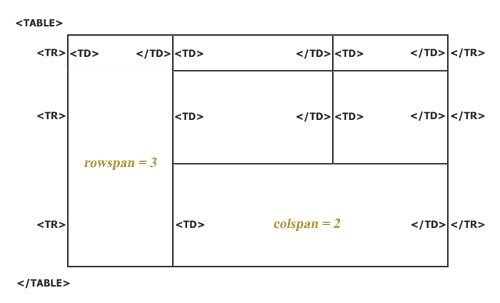 <TABLE>
<TR> <TD> </TD> <TD> </TD> <TD> </TD> </TR>
<TR> <TD> </TD> <TD> </TD> </TR>
rowspan = 3
<TR> <TD> colspan = 2 </TD> </TR>
</TABLE>